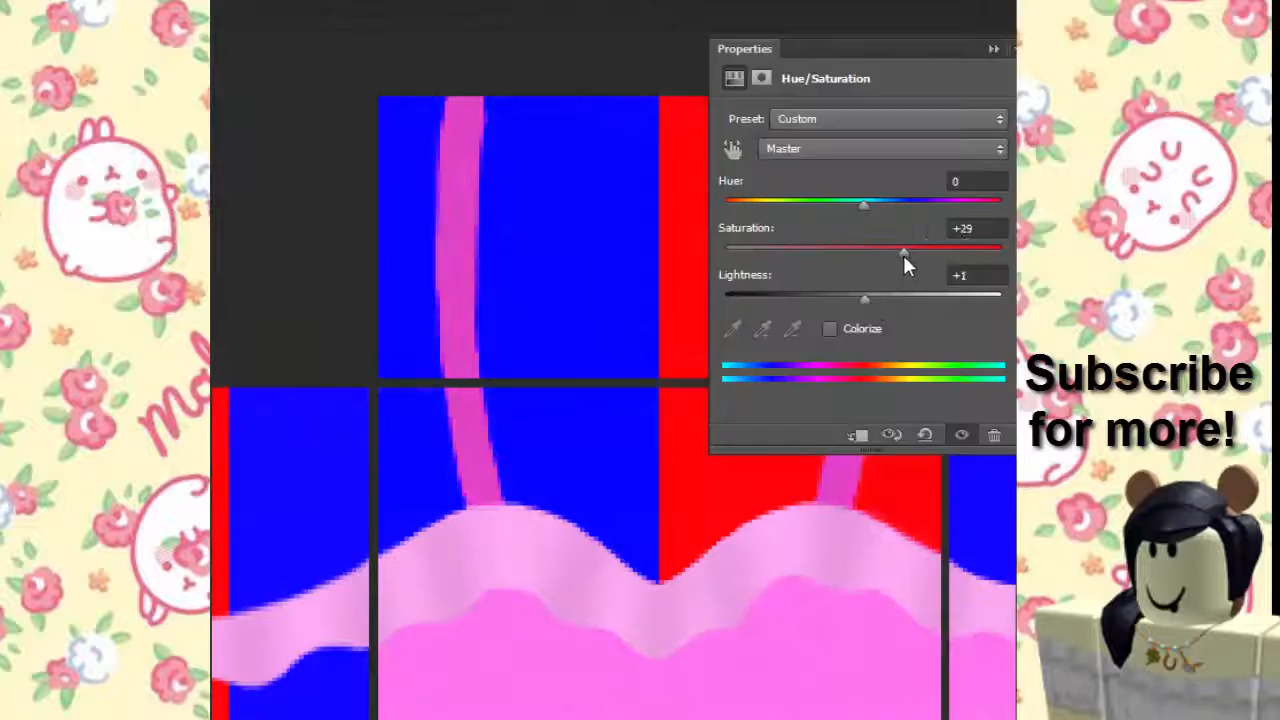 Properties
Hue/Saturation
Preset: Custom
Master
Hue: 0
Saturation: +29
Lightness: +1
Colorize
Subscribe
for more!